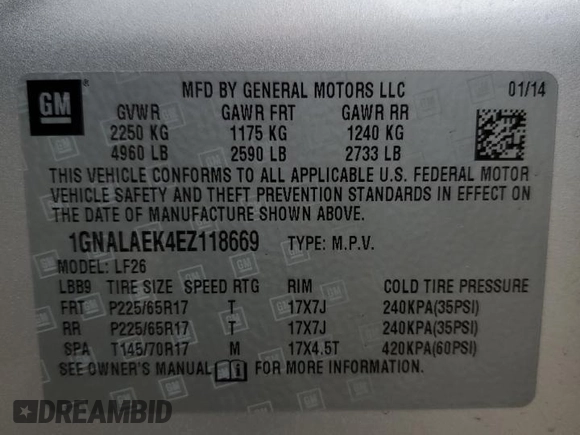 GM ® MFD BY GENERAL MOTORS LLC 01/14
GVWR GAWR FRT GAWR RR
2250 KG 1175 KG 1240 KG
4960 LB 2590 LB 2733 LB
THIS VEHICLE CONFORMS TO ALL APPLICABLE U.S. FEDERAL MOTOR
VEHICLE SAFETY AND THEFT PREVENTION STANDARDS IN EFFECT ON
THE DATE OF MANUFACTURE SHOWN ABOVE.
1GNALAEK4EZ118669 TYPE: M.P.V.
MODEL: LF26
LBB9 TIRE SIZE SPEED RTG RIM COLD TIRE PRESSURE
FRT P225/65R17 T 17X7J 240KPA(35PSI)
RR P225/65R17 T 17X7J 240KPA(35PSI)
SPA T145/70R17 M 17X4.5T 420KPA(60PSI)
SEE OWNER'S MANUAL FOR MORE INFORMATION.
DREAMBID